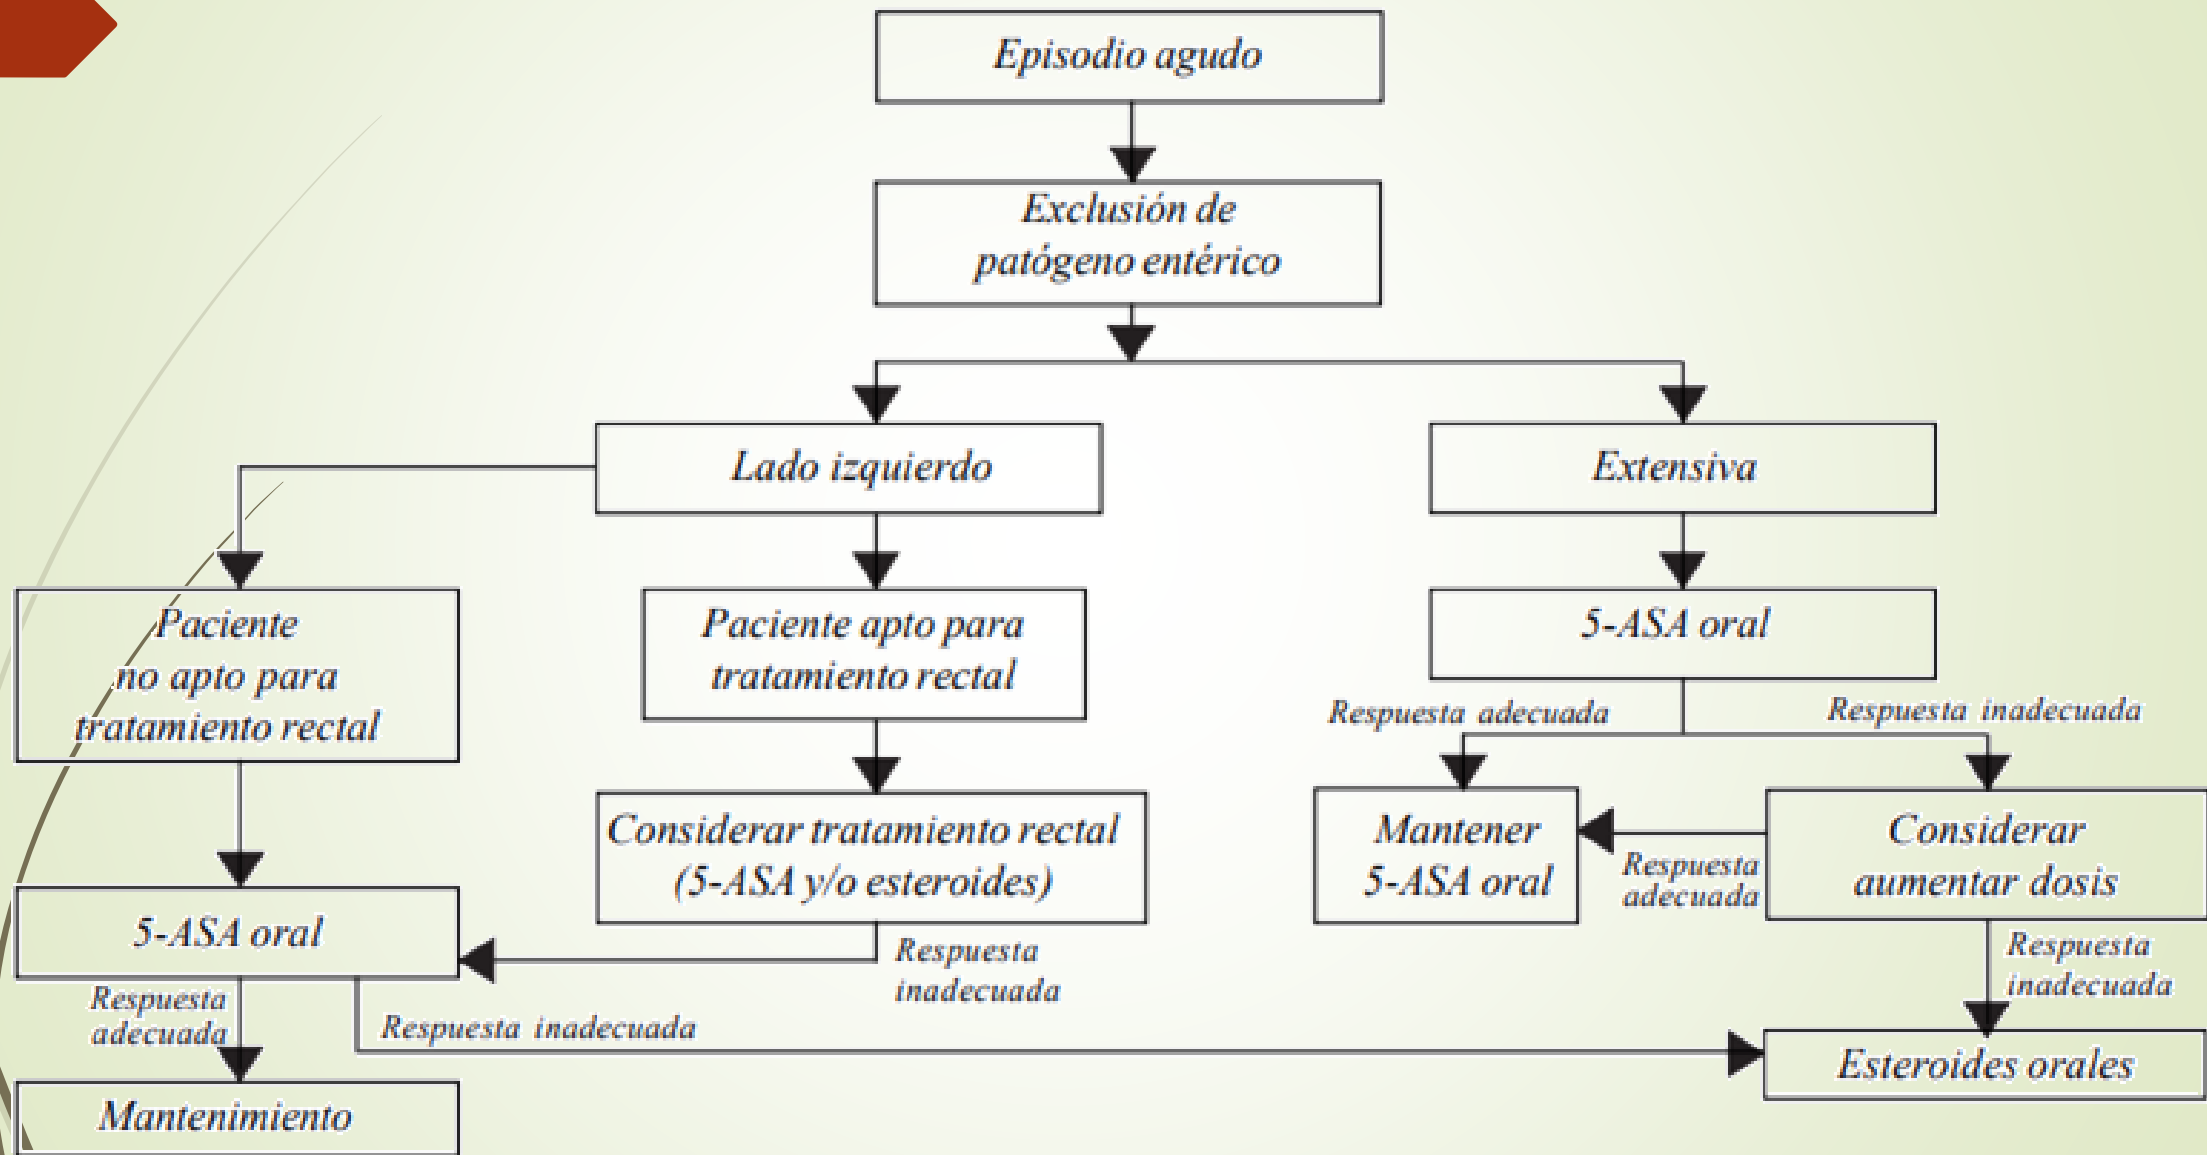 Episodio agudo
Exclusión de
patógeno entérico
Lado izquierdo
Extensiva
Paciente
no apto para
tratamiento rectal
Paciente apto para
tratamiento rectal
5-ASA oral
Respuesta adecuada
Respuesta inadecuada
Considerar tratamiento rectal
(5-ASA y/o esteroides)
Mantener
5-ASA oral
Respuesta
adecuada
Considerar
aumentar dosis
5-ASA oral
Respuesta
inadecuada
Respuesta
inadecuada
Respuesta
adecuada
Respuesta inadecuada
Esteroides orales
Mantenimiento